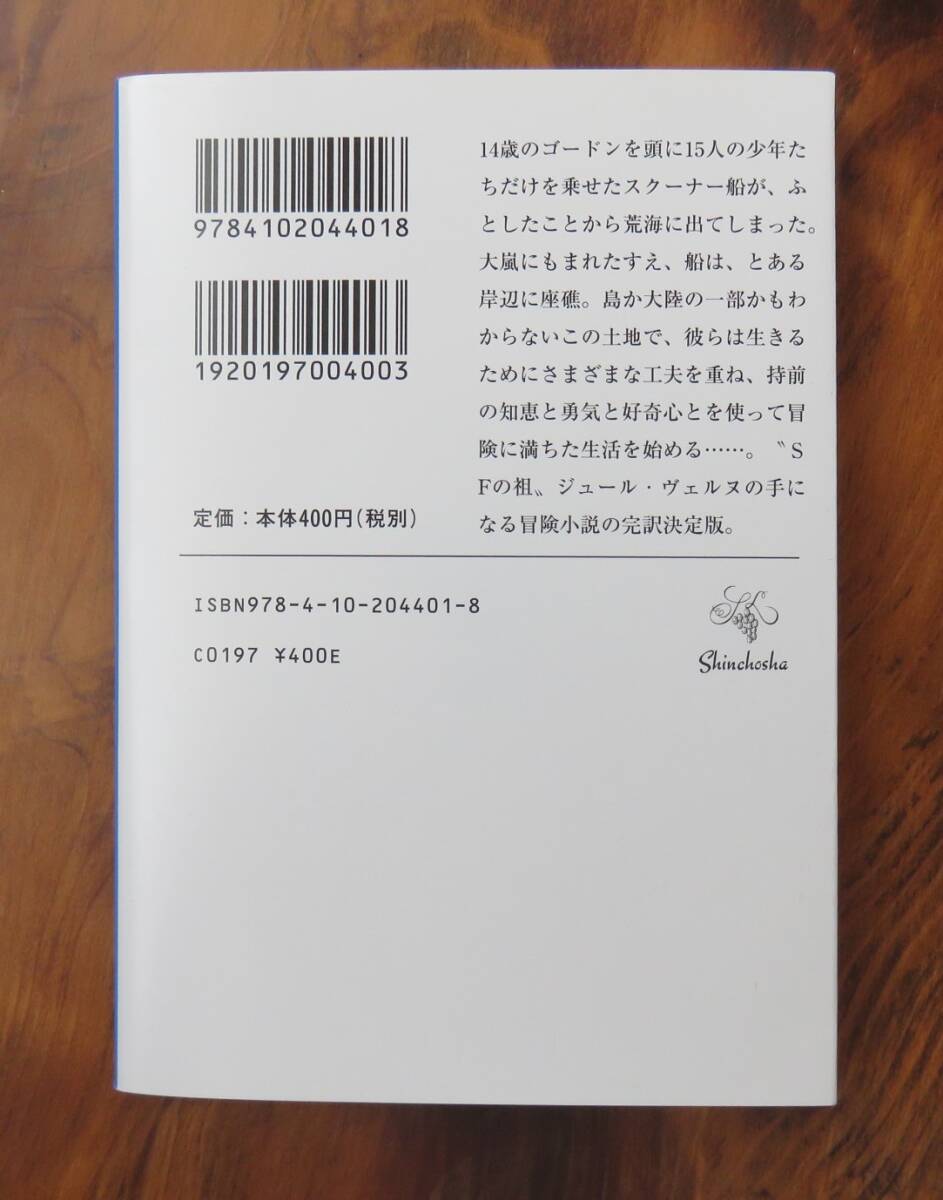 9784102044018
1920197004003
定価：本体400円（税別）
14歳のゴードンを頭に15人の少年た
ちだけを乗せたスクーナー船が、ふ
としたことから荒海に出てしまった。
大嵐にもまれたすえ、船は、とある
岸辺に座礁。島か大陸の一部かもわ
からないこの土地で、彼らは生きる
ためにさまざまな工夫を重ね、持前
の知恵と勇気と好奇心とを使って冒
険に満ちた生活を始める……。〝S
Fの祖〟ジュール・ヴェルヌの手に
なる冒険小説の完訳決定版。
ISBN978-4-10-204401-8
C0197 ¥400E
Shinchosha